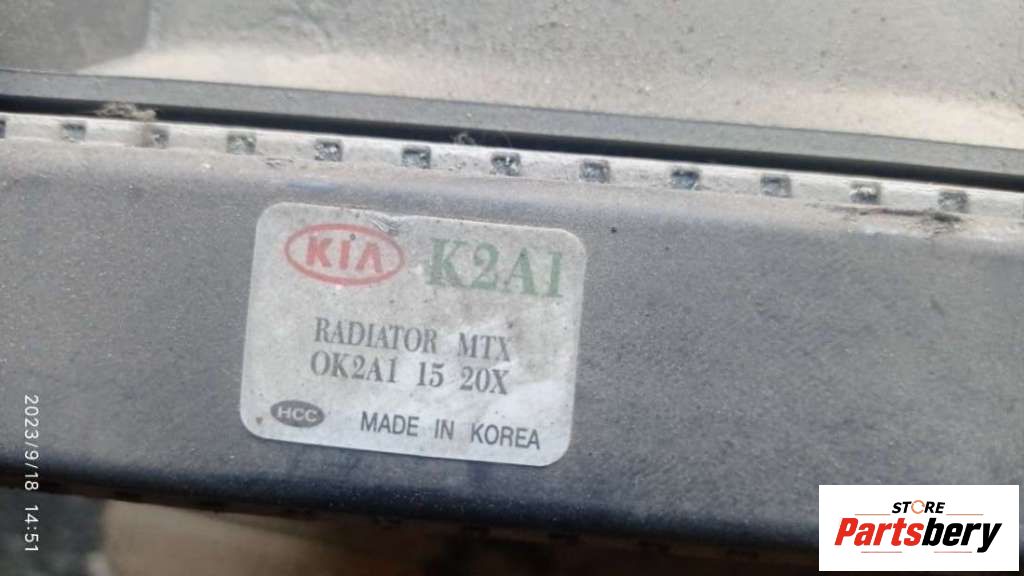 KIA K2A1
RADIATOR MTX
OK2A1 15 20X
HCC MADE IN KOREA
2023/9/18 14:51
STORE
Partsbery